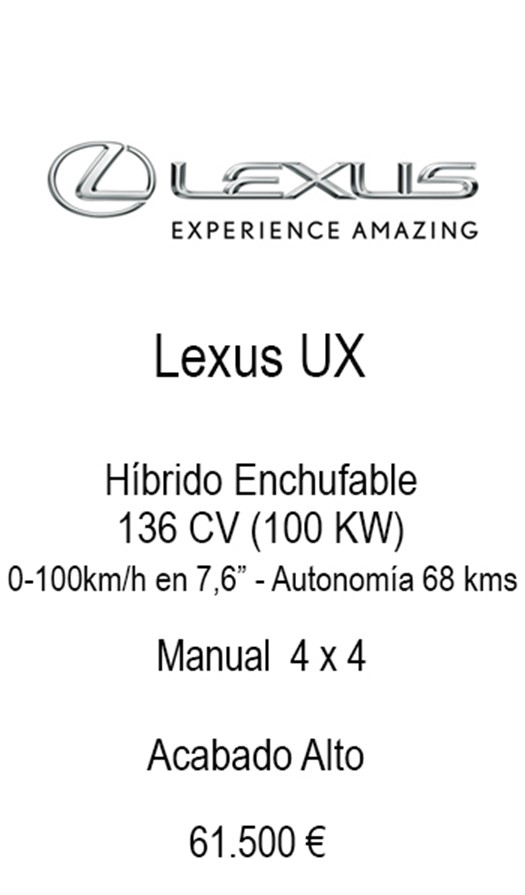 LEXUS
EXPERIENCE AMAZING
Lexus UX
Híbrido Enchufable
136 CV (100 KW)
0-100km/h en 7,6” - Autonomía 68 kms
Manual 4 x 4
Acabado Alto
61.500 €